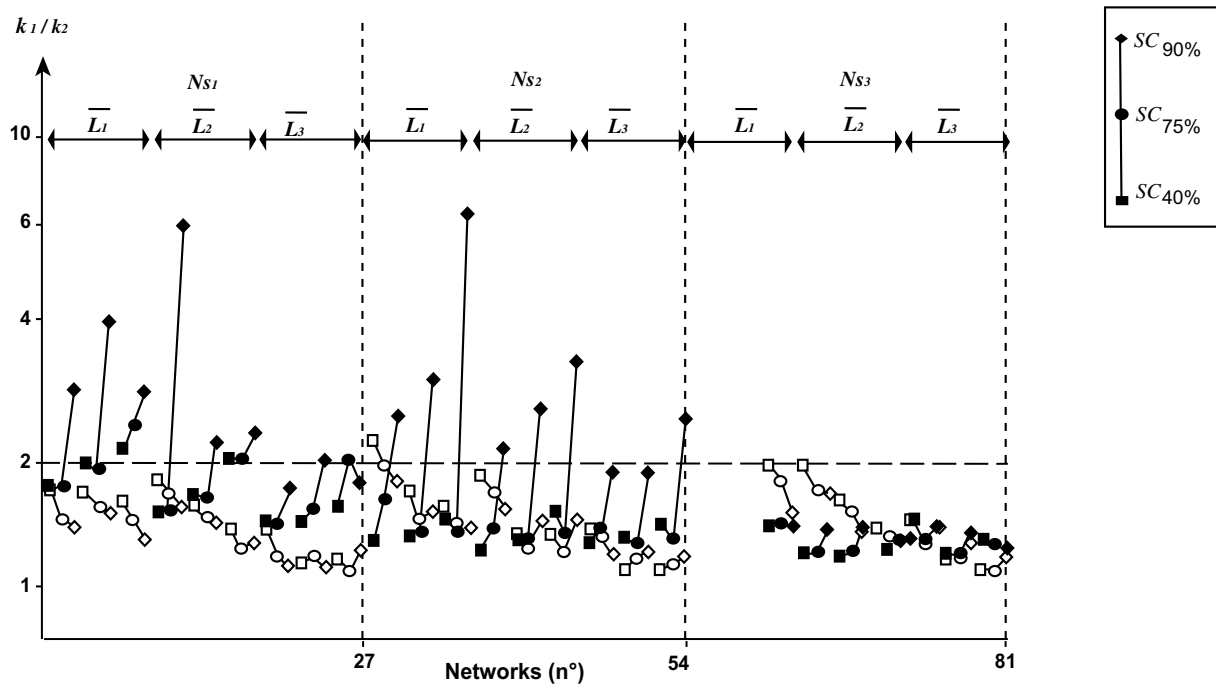 k1/k2
Ns1
Ns2
Ns3
L1
L2
L3
L1
L2
L3
L1
L2
L3
10
6
4
2
1
27
54
81
Networks (n°)
SC90%
SC75%
SC40%